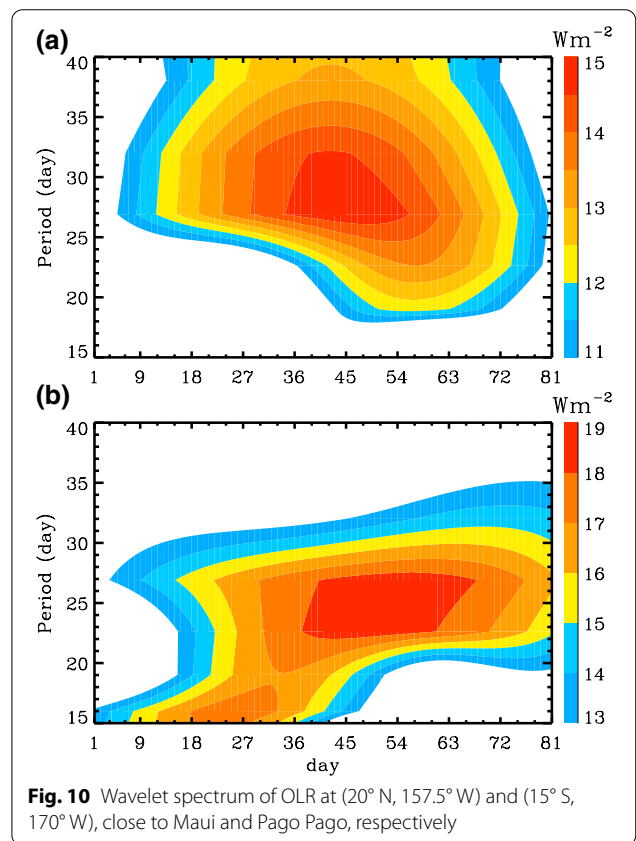 (a)
Wm⁻²
40
35
30
25
20
15
Period (day)
1 9 18 27 36 45 54 63 72 81
15
14
13
12
11
(b)
Wm⁻²
40
35
30
25
20
15
Period (day)
1 9 18 27 36 45 54 63 72 81
day
19
18
17
16
15
14
13
Fig. 10 Wavelet spectrum of OLR at (20° N, 157.5° W) and (15° S,
170° W), close to Maui and Pago Pago, respectively